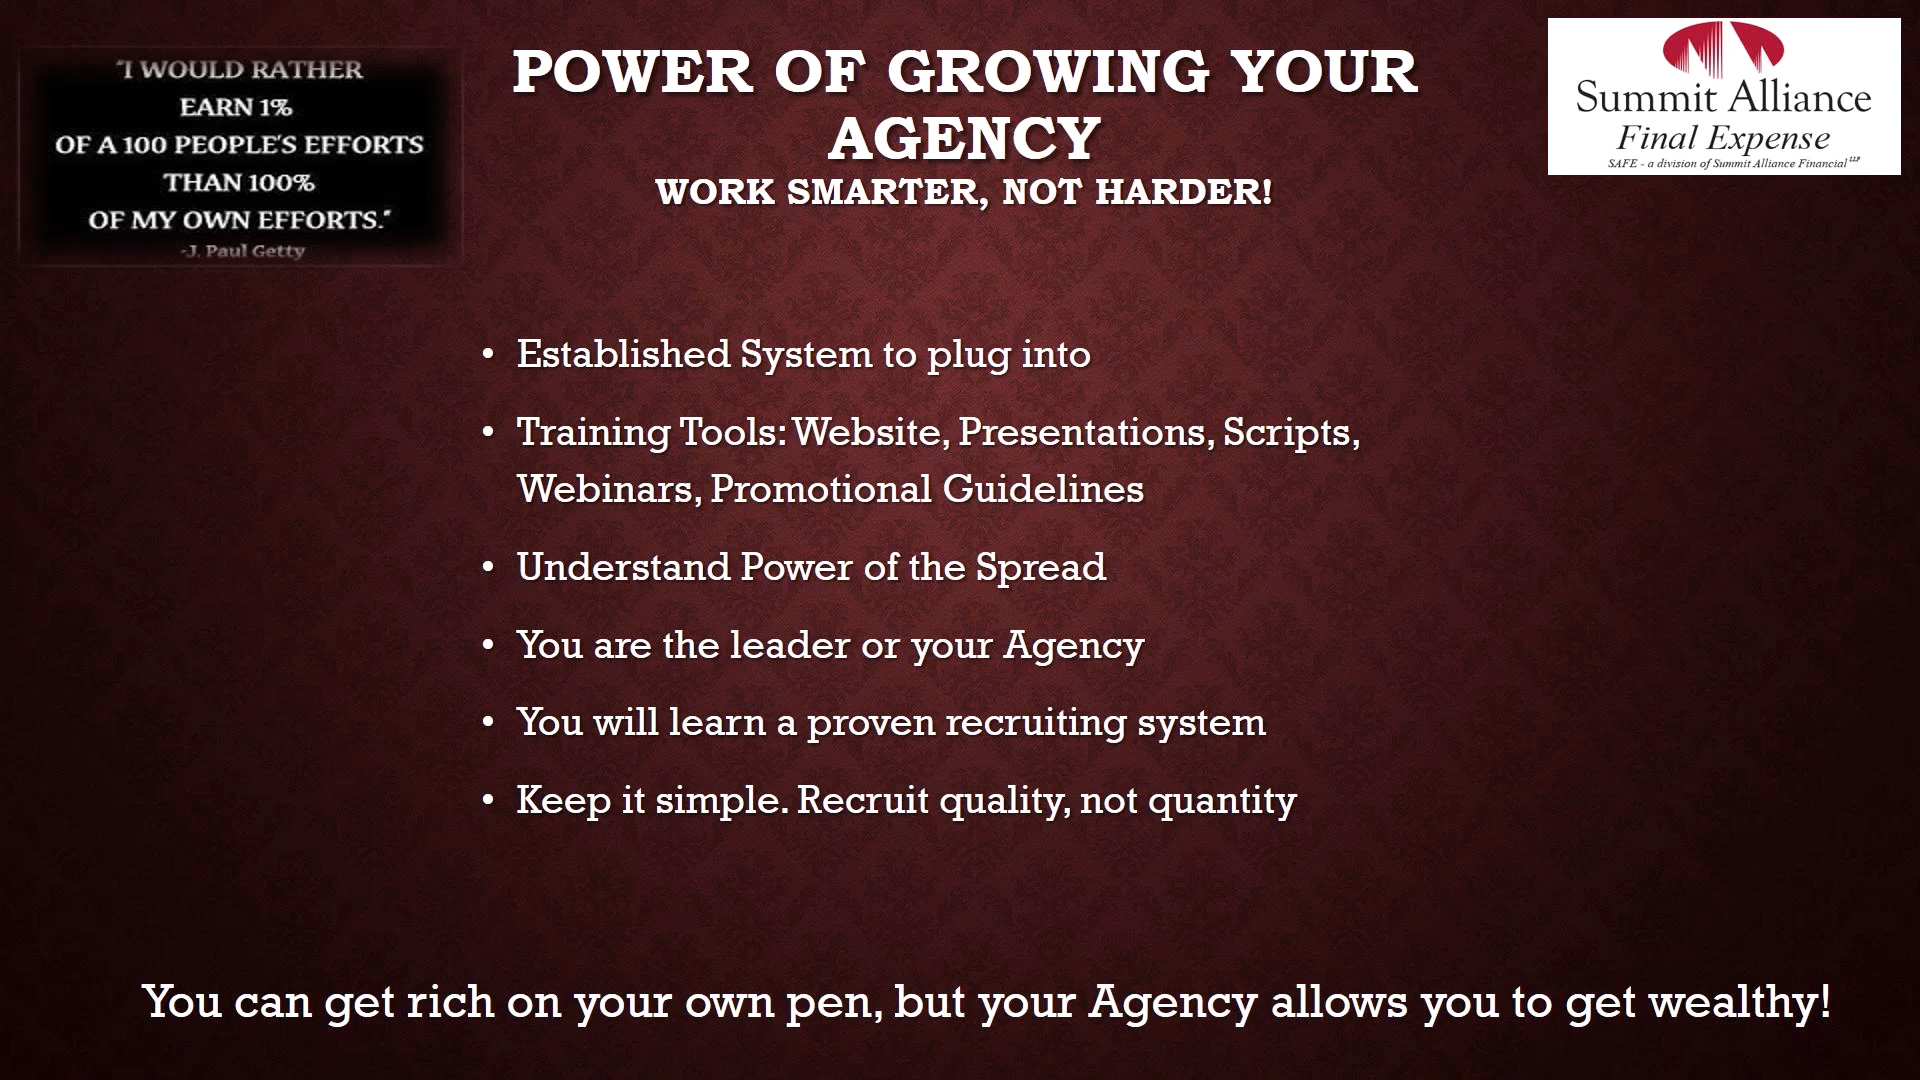 "I WOULD RATHER
EARN 1%
OF A 100 PEOPLE'S EFFORTS
THAN 100%
OF MY OWN EFFORTS."
-J. Paul Getty
POWER OF GROWING YOUR
AGENCY
WORK SMARTER, NOT HARDER!
Summit Alliance
Final Expense
SAFE - a division of Summit Alliance Financial LLP
• Established System to plug into
• Training Tools: Website, Presentations, Scripts,
Webinars, Promotional Guidelines
• Understand Power of the Spread
• You are the leader or your Agency
• You will learn a proven recruiting system
• Keep it simple. Recruit quality, not quantity
You can get rich on your own pen, but your Agency allows you to get wealthy!